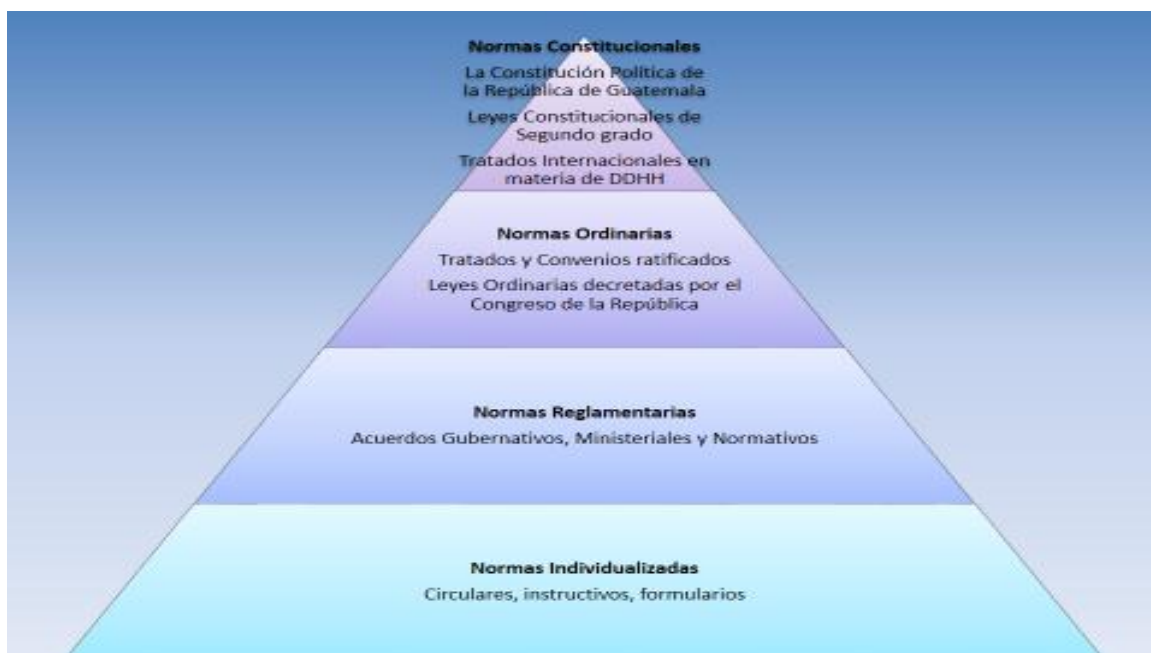 Normas Constitucionales
La Constitución Política de
la República de Guatemala
Leyes Constitucionales de
Segundo grado
Tratados Internacionales en
materia de DDHH
Normas Ordinarias
Tratados y Convenios ratificados
Leyes Ordinarias decretadas por el
Congreso de la República
Normas Reglamentarias
Acuerdos Gubernativos, Ministeriales y Normativos
Normas Individualizadas
Circulares, instructivos, formularios